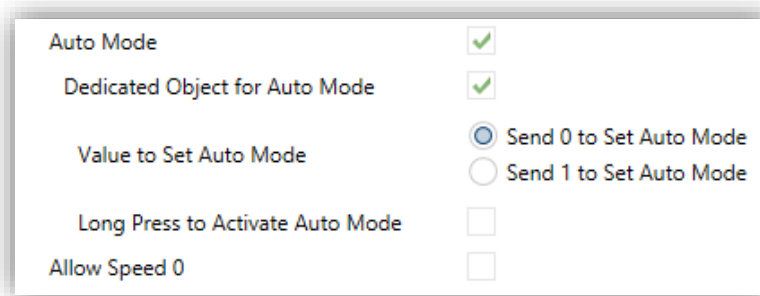 Auto Mode
Dedicated Object for Auto Mode
Value to Set Auto Mode
Send 0 to Set Auto Mode
Send 1 to Set Auto Mode
Long Press to Activate Auto Mode
Allow Speed 0